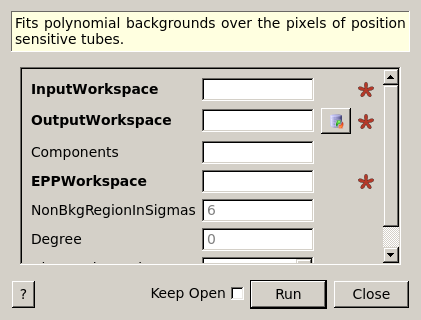 Fits polynomial backgrounds over the pixels of position
sensitive tubes.
InputWorkspace
OutputWorkspace
Components
EPPWorkspace
NonBkgRegionInSigmas 6
Degree 0
? Keep Open Run Close